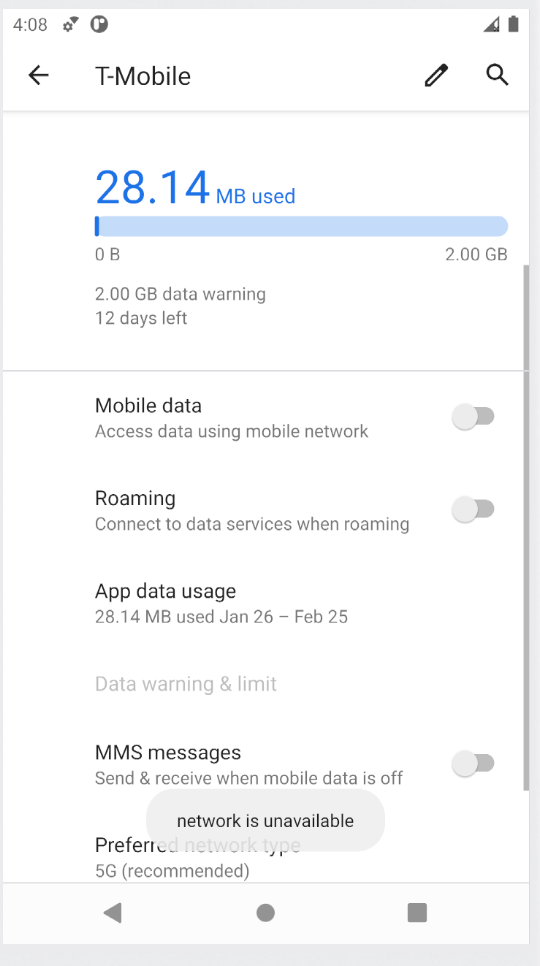 4:08
T-Mobile
28.14 MB used
0 B 2.00 GB
2.00 GB data warning
12 days left
Mobile data
Access data using mobile network
Roaming
Connect to data services when roaming
App data usage
28.14 MB used Jan 26 – Feb 25
Data warning & limit
MMS messages
Send & receive when mobile data is off
network is unavailable
Preferred network type
5G (recommended)